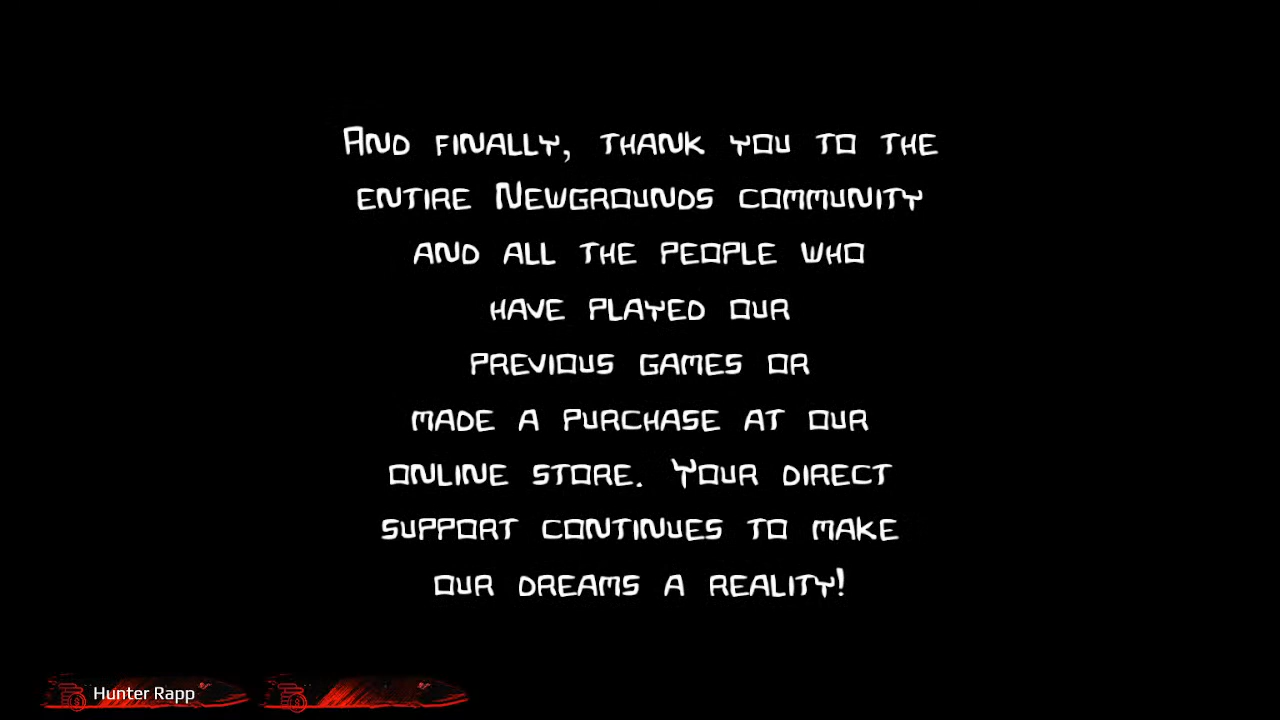 And finally, thank you to the
entire Newgrounds community
and all the people who
have played our
previous games or
made a purchase at our
online store. Your direct
support continues to make
our dreams a reality!
Hunter Rapp